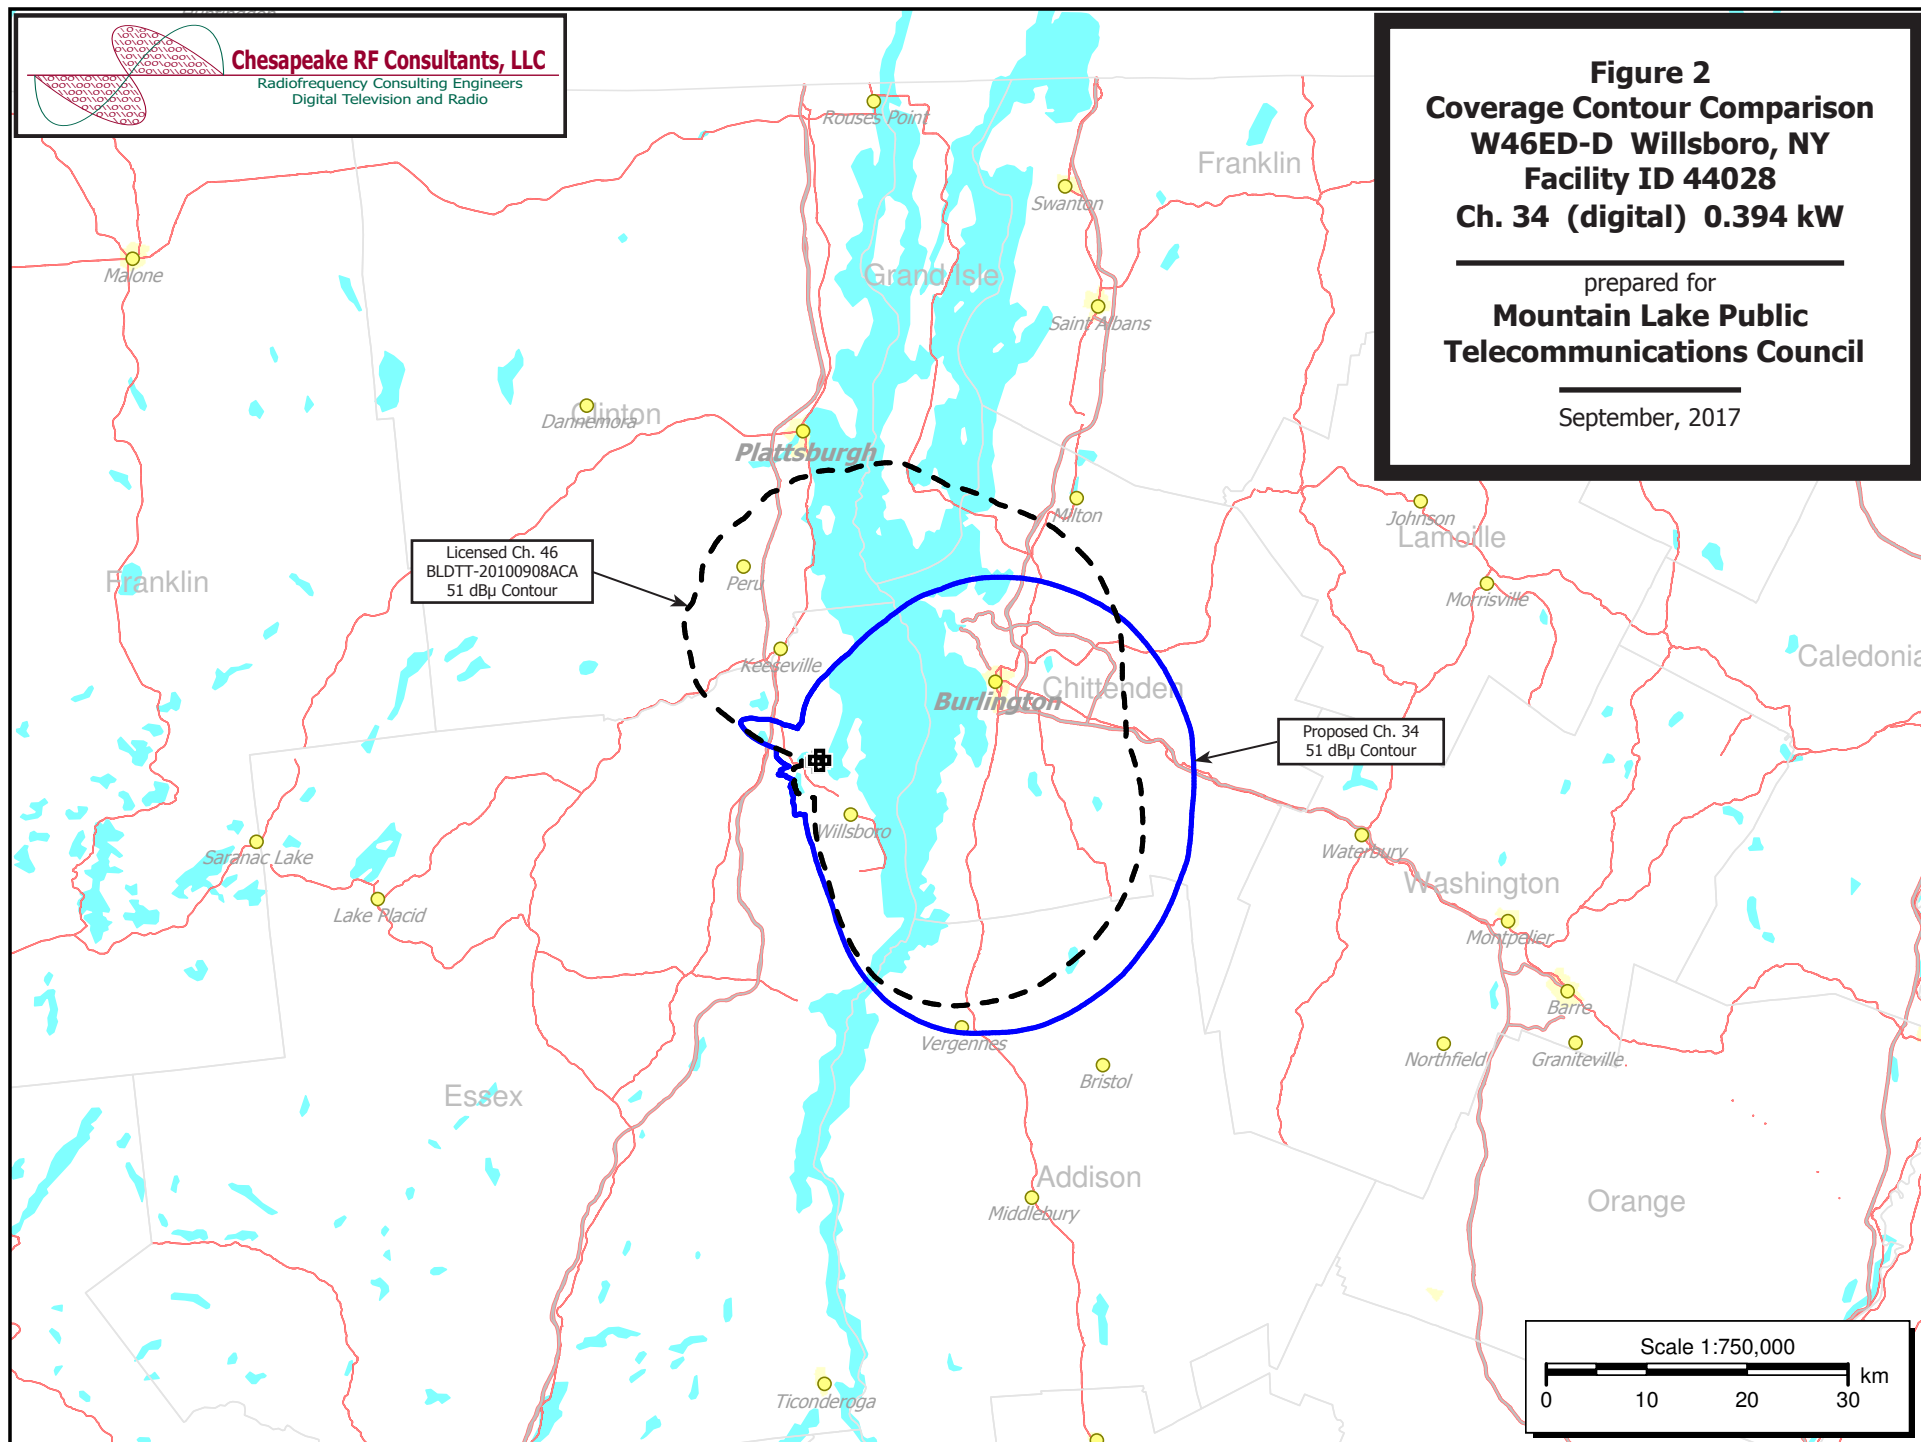 Chesapeake RF Consultants, LLC
Radiofrequency Consulting Engineers
Digital Television and Radio
Figure 2
Coverage Contour Comparison
W46ED-D Willsboro, NY
Facility ID 44028
Ch. 34 (digital) 0.394 kW
prepared for
Mountain Lake Public
Telecommunications Council
September, 2017
Rouses Point
Franklin
Swanton
Malone
Grand Isle
Saint Albans
Clinton
Dannemora
Plattsburgh
Milton
Johnson
Lamoille
Licensed Ch. 46
BLDTT-20100908ACA
51 dBµ Contour
Franklin
Peru
Morrisville
Keeseville
Caledonia
Burlington
Chittenden
Proposed Ch. 34
51 dBµ Contour
Willsboro
Saranac Lake
Waterbury
Washington
Lake Placid
Montpelier
Barre
Vergennes
Northfield
Graniteville
Bristol
Essex
Addison
Middlebury
Orange
Ticonderoga
Scale 1:750,000
km
0 10 20 30